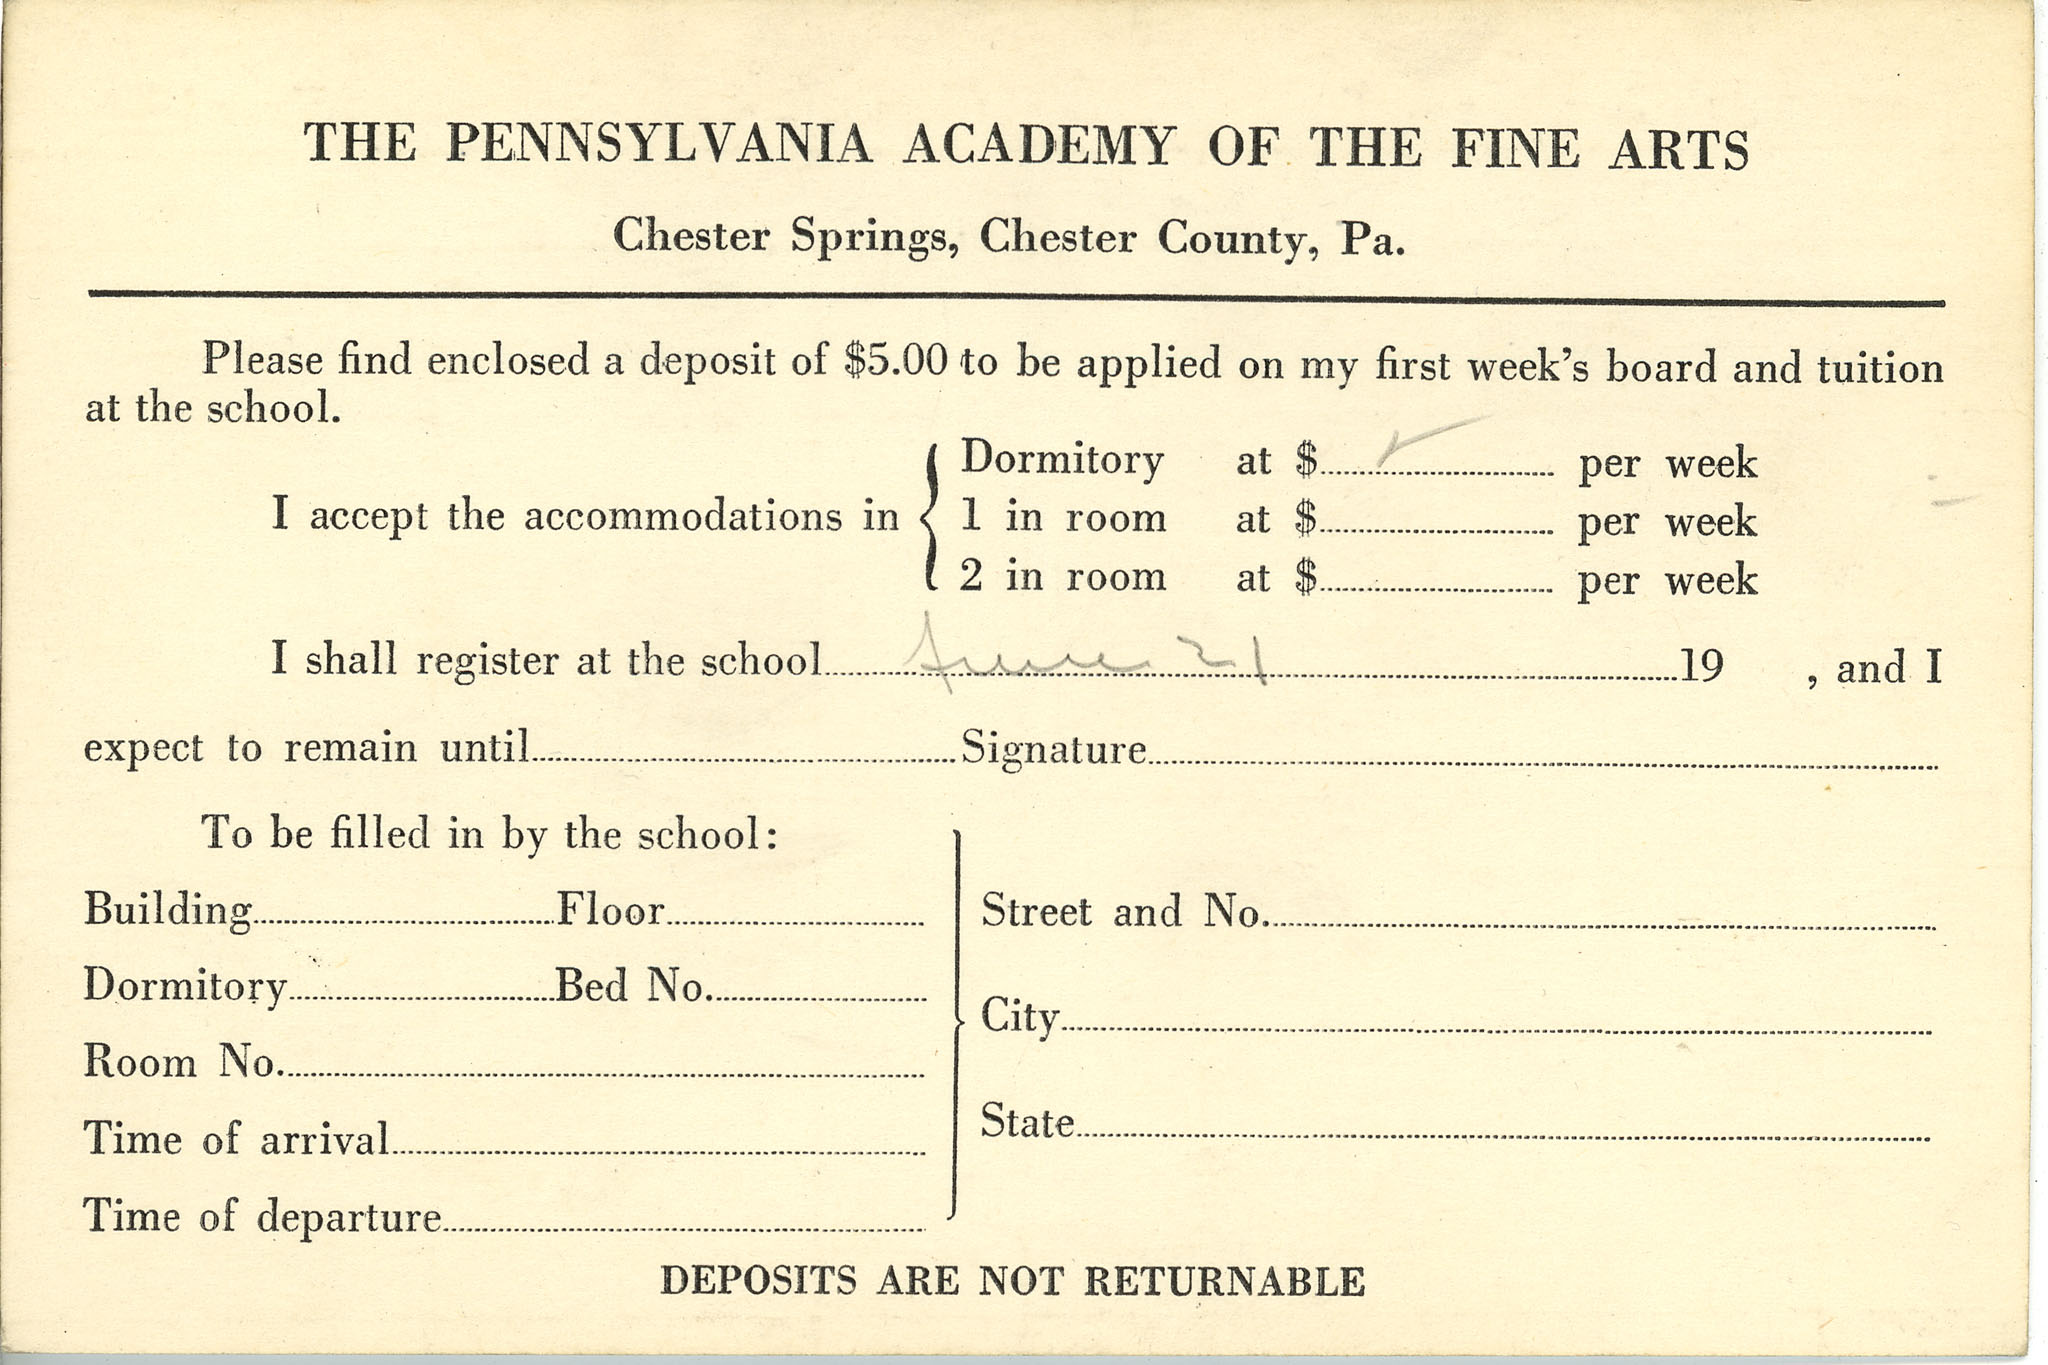 THE PENNSYLVANIA ACADEMY OF THE FINE ARTS
Chester Springs, Chester County, Pa.
Please find enclosed a deposit of $5.00 to be applied on my first week's board and tuition
at the school.
I accept the accommodations in
Dormitory at $ ✓ per week
1 in room at $ per week
2 in room at $ per week
I shall register at the school June 21 19 , and I
expect to remain until Signature
To be filled in by the school:
Building Floor
Dormitory Bed No.
Room No.
Time of arrival
Time of departure
Street and No.
City
State
DEPOSITS ARE NOT RETURNABLE